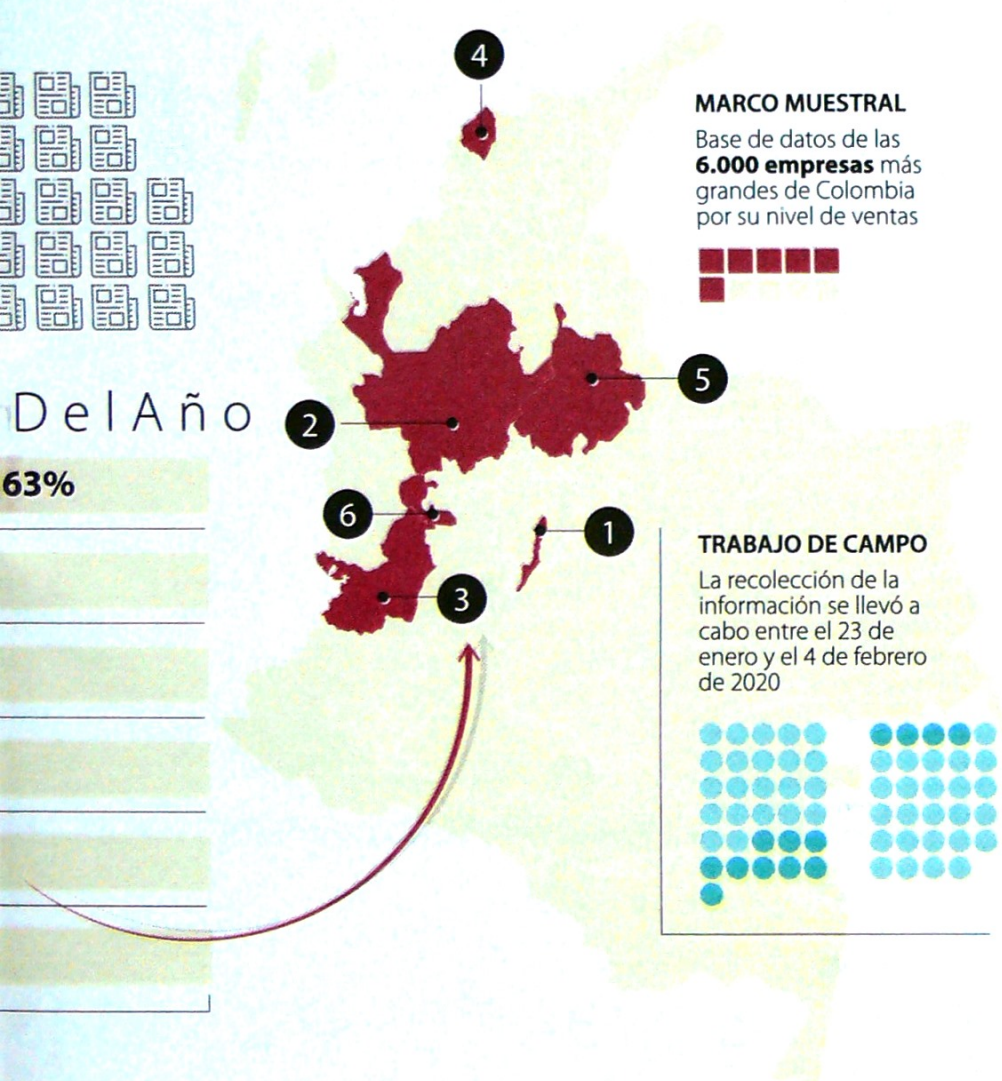 4
MARCO MUESTRAL
Base de datos de las
6.000 empresas más
grandes de Colombia
por su nivel de ventas
5
DelAño
2
63%
6
1
3
TRABAJO DE CAMPO
La recolección de la
información se llevó a
cabo entre el 23 de
enero y el 4 de febrero
de 2020